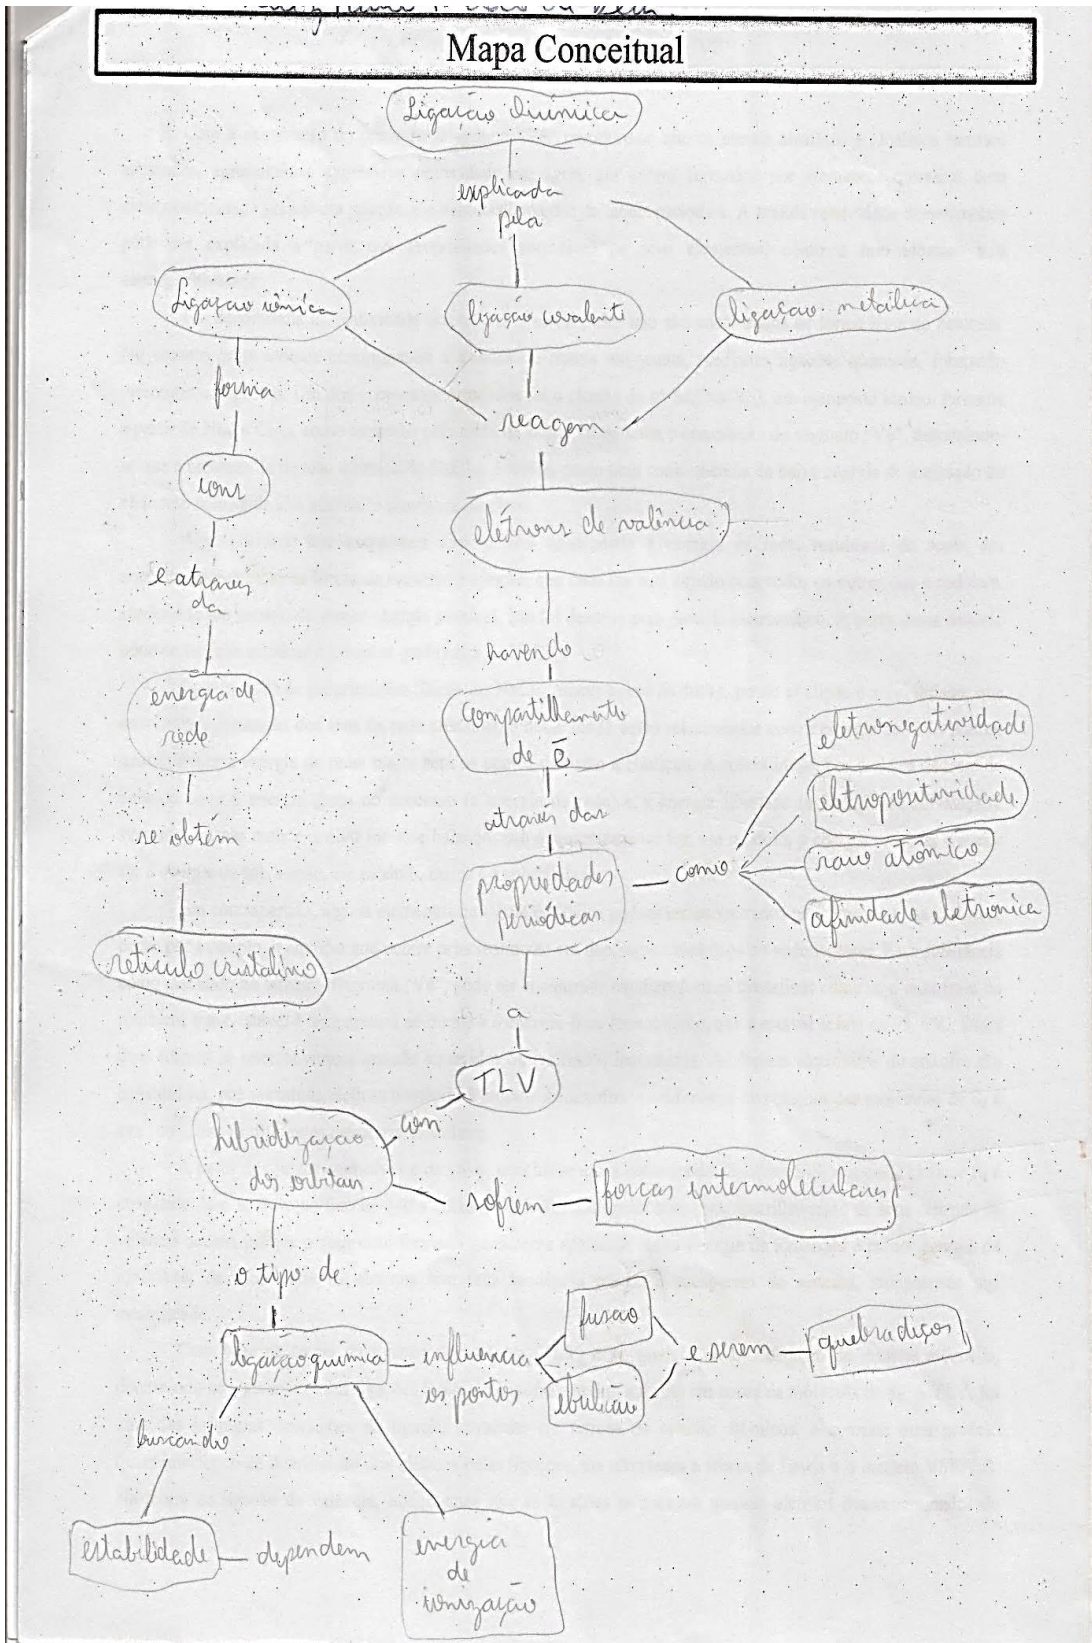 Mapa Conceitual
Ligação Química
explicada
pela
Ligação iônica
ligação covalente
ligação metálica
forma
reagem
íons
elétrons de valência
e através
da
havendo
energia de
rede
compartilhamento
de ē
eletronegatividade
eletropositividade
raio atômico
afinidade eletrônica
se obtém
através das
propriedades
periódicas
como
retículo cristalino
a
TLV
com
hibridização
dos orbitais
sofrem
forças intermoleculares
o tipo de
ligação química
influencia
os pontos
fusão
ebulição
e serem
quebradiços
buscando
estabilidade
dependem
energia
de
ionização